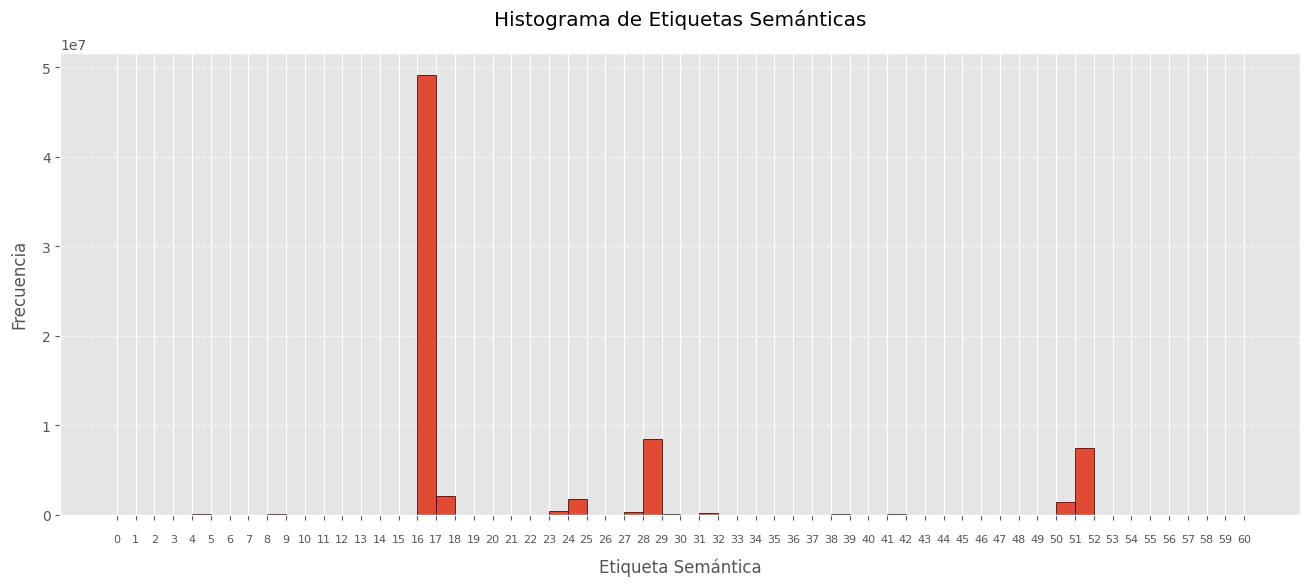 Histograma de Etiquetas Semánticas
1e7
5
4
3
2
1
0
Frecuencia
0 1 2 3 4 5 6 7 8 9 10 11 12 13 14 15 16 17 18 19 20 21 22 23 24 25 26 27 28 29 30 31 32 33 34 35 36 37 38 39 40 41 42 43 44 45 46 47 48 49 50 51 52 53 54 55 56 57 58 59 60
Etiqueta Semántica